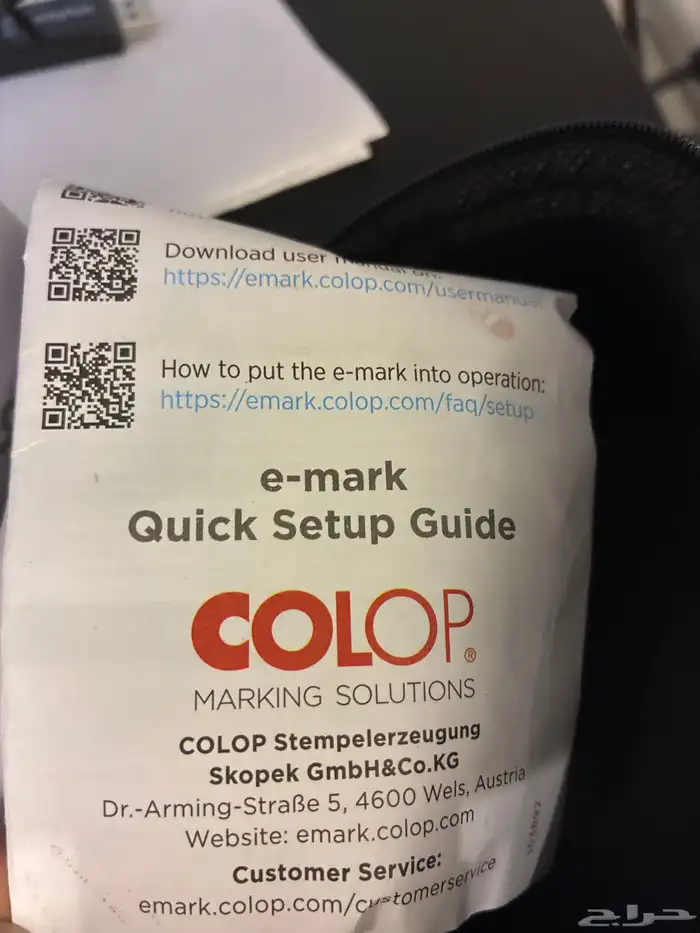 Download user manual on:
https://emark.colop.com/usermanual
How to put the e-mark into operation:
https://emark.colop.com/faq/setup
e-mark
Quick Setup Guide
COLOP®
MARKING SOLUTIONS
COLOP Stempelerzeugung
Skopek GmbH&Co.KG
Dr.-Arming-Straße 5, 4600 Wels, Austria
Website: emark.colop.com
Customer Service:
emark.colop.com/customerservice
حراج